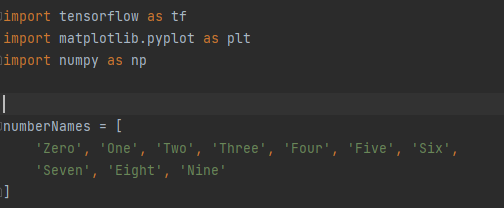 import tensorflow as tf
import matplotlib.pyplot as plt
import numpy as np
numberNames = [
'Zero', 'One', 'Two', 'Three', 'Four', 'Five', 'Six',
'Seven', 'Eight', 'Nine'
]